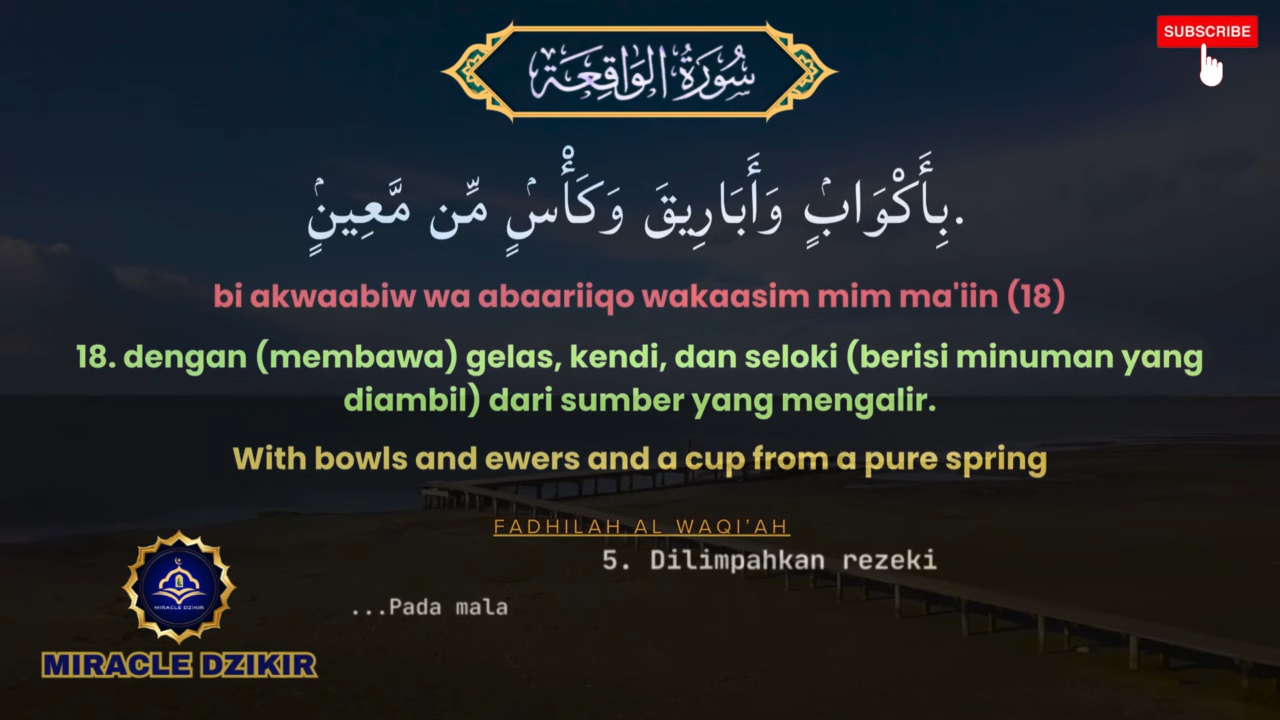 سُورَةُ الوَاقِعَة
SUBSCRIBE
بِأَكْوَابٍۢ وَأَبَارِيقَ وَكَأْسٍۢ مِّن مَّعِينٍۢ.
bi akwaabiw wa abaariiqo wakaasim mim ma'iin (18)
18. dengan (membawa) gelas, kendi, dan seloki (berisi minuman yang
diambil) dari sumber yang mengalir.
With bowls and ewers and a cup from a pure spring
FADHILAH AL WAQI'AH
5. Dilimpahkan rezeki
...Pada mala
MIRACLE DZIKIR
MIRACLE DZIKIR